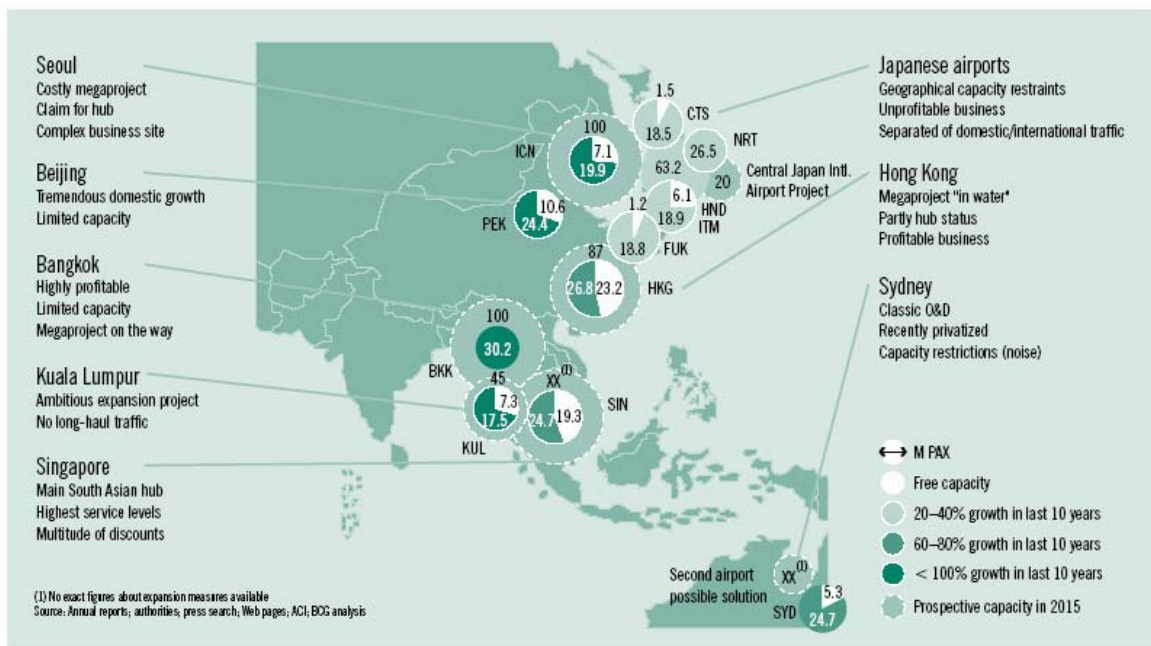 Seoul
Costly megaproject
Claim for hub
Complex business site
Beijing
Tremendous domestic growth
Limited capacity
Bangkok
Highly profitable
Limited capacity
Megaproject on the way
Kuala Lumpur
Ambitious expansion project
No long-haul traffic
Singapore
Main South Asian hub
Highest service levels
Multitude of discounts
(1) No exact figures about expansion measures available
Source: Annual reports; authorities; press search; Web pages; ACI; BCG analysis
100
ICN
7.1
19.9
PEK
10.6
24.4
1.5
CTS
18.5
NRT
26.5
63.2
20
Central Japan Intl.
Airport Project
6.1
HND
18.9
ITM
1.2
18.8
FUK
87
26.8
23.2
HKG
100
30.2
BKK
45
7.3
17.5
KUL
XX(1)
24.7
19.3
SIN
Second airport
possible solution
XX(1)
5.3
SYD
24.7
Japanese airports
Geographical capacity restraints
Unprofitable business
Separated of domestic/international traffic
Hong Kong
Megaproject "in water"
Partly hub status
Profitable business
Sydney
Classic O&D
Recently privatized
Capacity restrictions (noise)
M PAX
Free capacity
20–40% growth in last 10 years
60–80% growth in last 10 years
< 100% growth in last 10 years
Prospective capacity in 2015